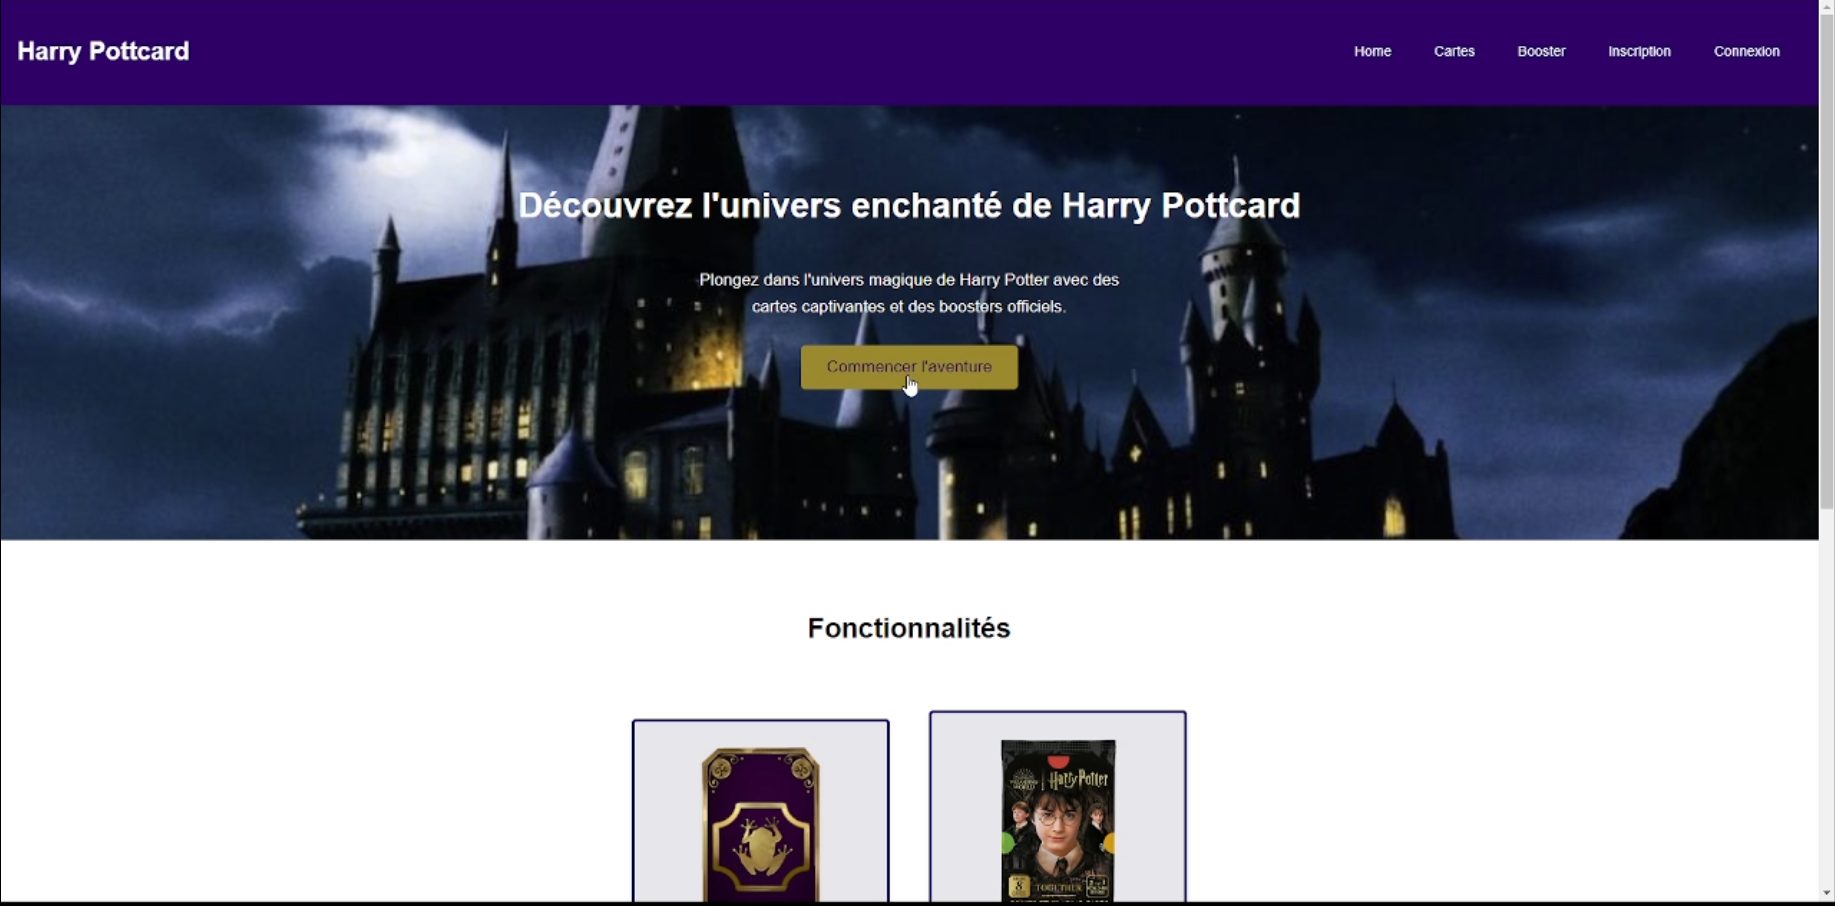 Harry Pottcard
Home
Cartes
Booster
Inscription
Connexion
Découvrez l'univers enchanté de Harry Pottcard
Plongez dans l'univers magique de Harry Potter avec des
cartes captivantes et des boosters officiels.
Commencer l'aventure
Fonctionnalités
Harry Potter
8
TOGETHER